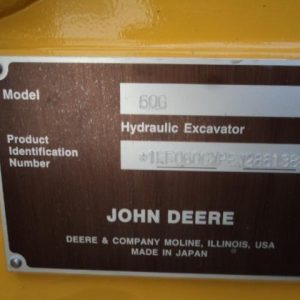 Model 60G
Hydraulic Excavator
Product
Identification
Number
JOHN DEERE
DEERE & COMPANY MOLINE, ILLINOIS, USA
MADE IN JAPAN